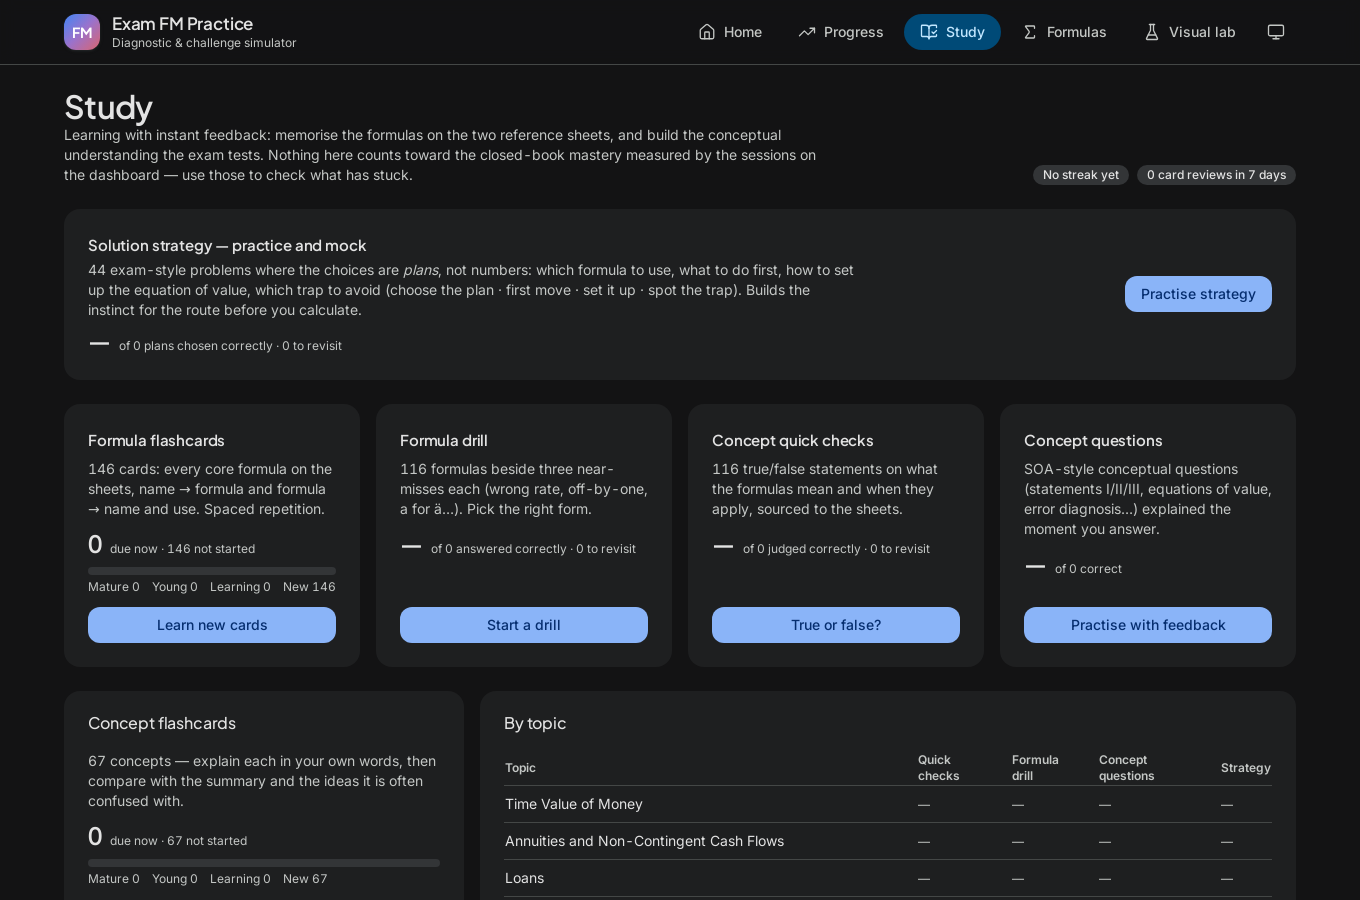 FM
Exam FM Practice
Diagnostic & challenge simulator
Home
Progress
Study
Formulas
Visual lab
Study
Learning with instant feedback: memorise the formulas on the two reference sheets, and build the conceptual
understanding the exam tests. Nothing here counts toward the closed-book mastery measured by the sessions on
the dashboard — use those to check what has stuck.
No streak yet
0 card reviews in 7 days
Solution strategy — practice and mock
44 exam-style problems where the choices are plans, not numbers: which formula to use, what to do first, how to set
up the equation of value, which trap to avoid (choose the plan · first move · set it up · spot the trap). Builds the
instinct for the route before you calculate.
— of 0 plans chosen correctly · 0 to revisit
Practise strategy
Formula flashcards
146 cards: every core formula on the
sheets, name → formula and formula
→ name and use. Spaced repetition.
0 due now · 146 not started
Mature 0 Young 0 Learning 0 New 146
Learn new cards
Formula drill
116 formulas beside three near-
misses each (wrong rate, off-by-one,
a for ä…). Pick the right form.
— of 0 answered correctly · 0 to revisit
Start a drill
Concept quick checks
116 true/false statements on what
the formulas mean and when they
apply, sourced to the sheets.
— of 0 judged correctly · 0 to revisit
True or false?
Concept questions
SOA-style conceptual questions
(statements I/II/III, equations of value,
error diagnosis…) explained the
moment you answer.
— of 0 correct
Practise with feedback
Concept flashcards
67 concepts — explain each in your own words, then
compare with the summary and the ideas it is often
confused with.
0 due now · 67 not started
Mature 0 Young 0 Learning 0 New 67
By topic
Topic Quick checks Formula drill Concept questions Strategy
Time Value of Money — — — —
Annuities and Non-Contingent Cash Flows — — — —
Loans — — — —